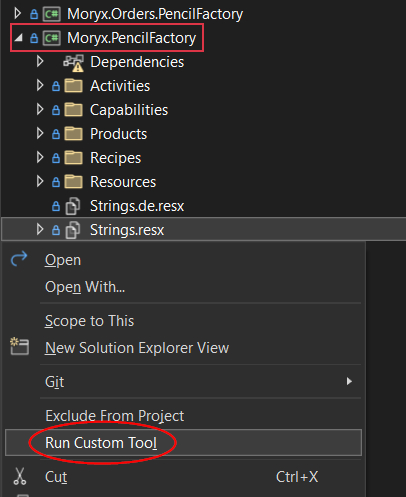 C# Moryx.Orders.PencilFactory
C# Moryx.PencilFactory
Dependencies
Activities
Capabilities
Products
Recipes
Resources
Strings.de.resx
Strings.resx
Open
Open With...
Scope to This
New Solution Explorer View
Git
Exclude From Project
Run Custom Tool
Cut Ctrl+X